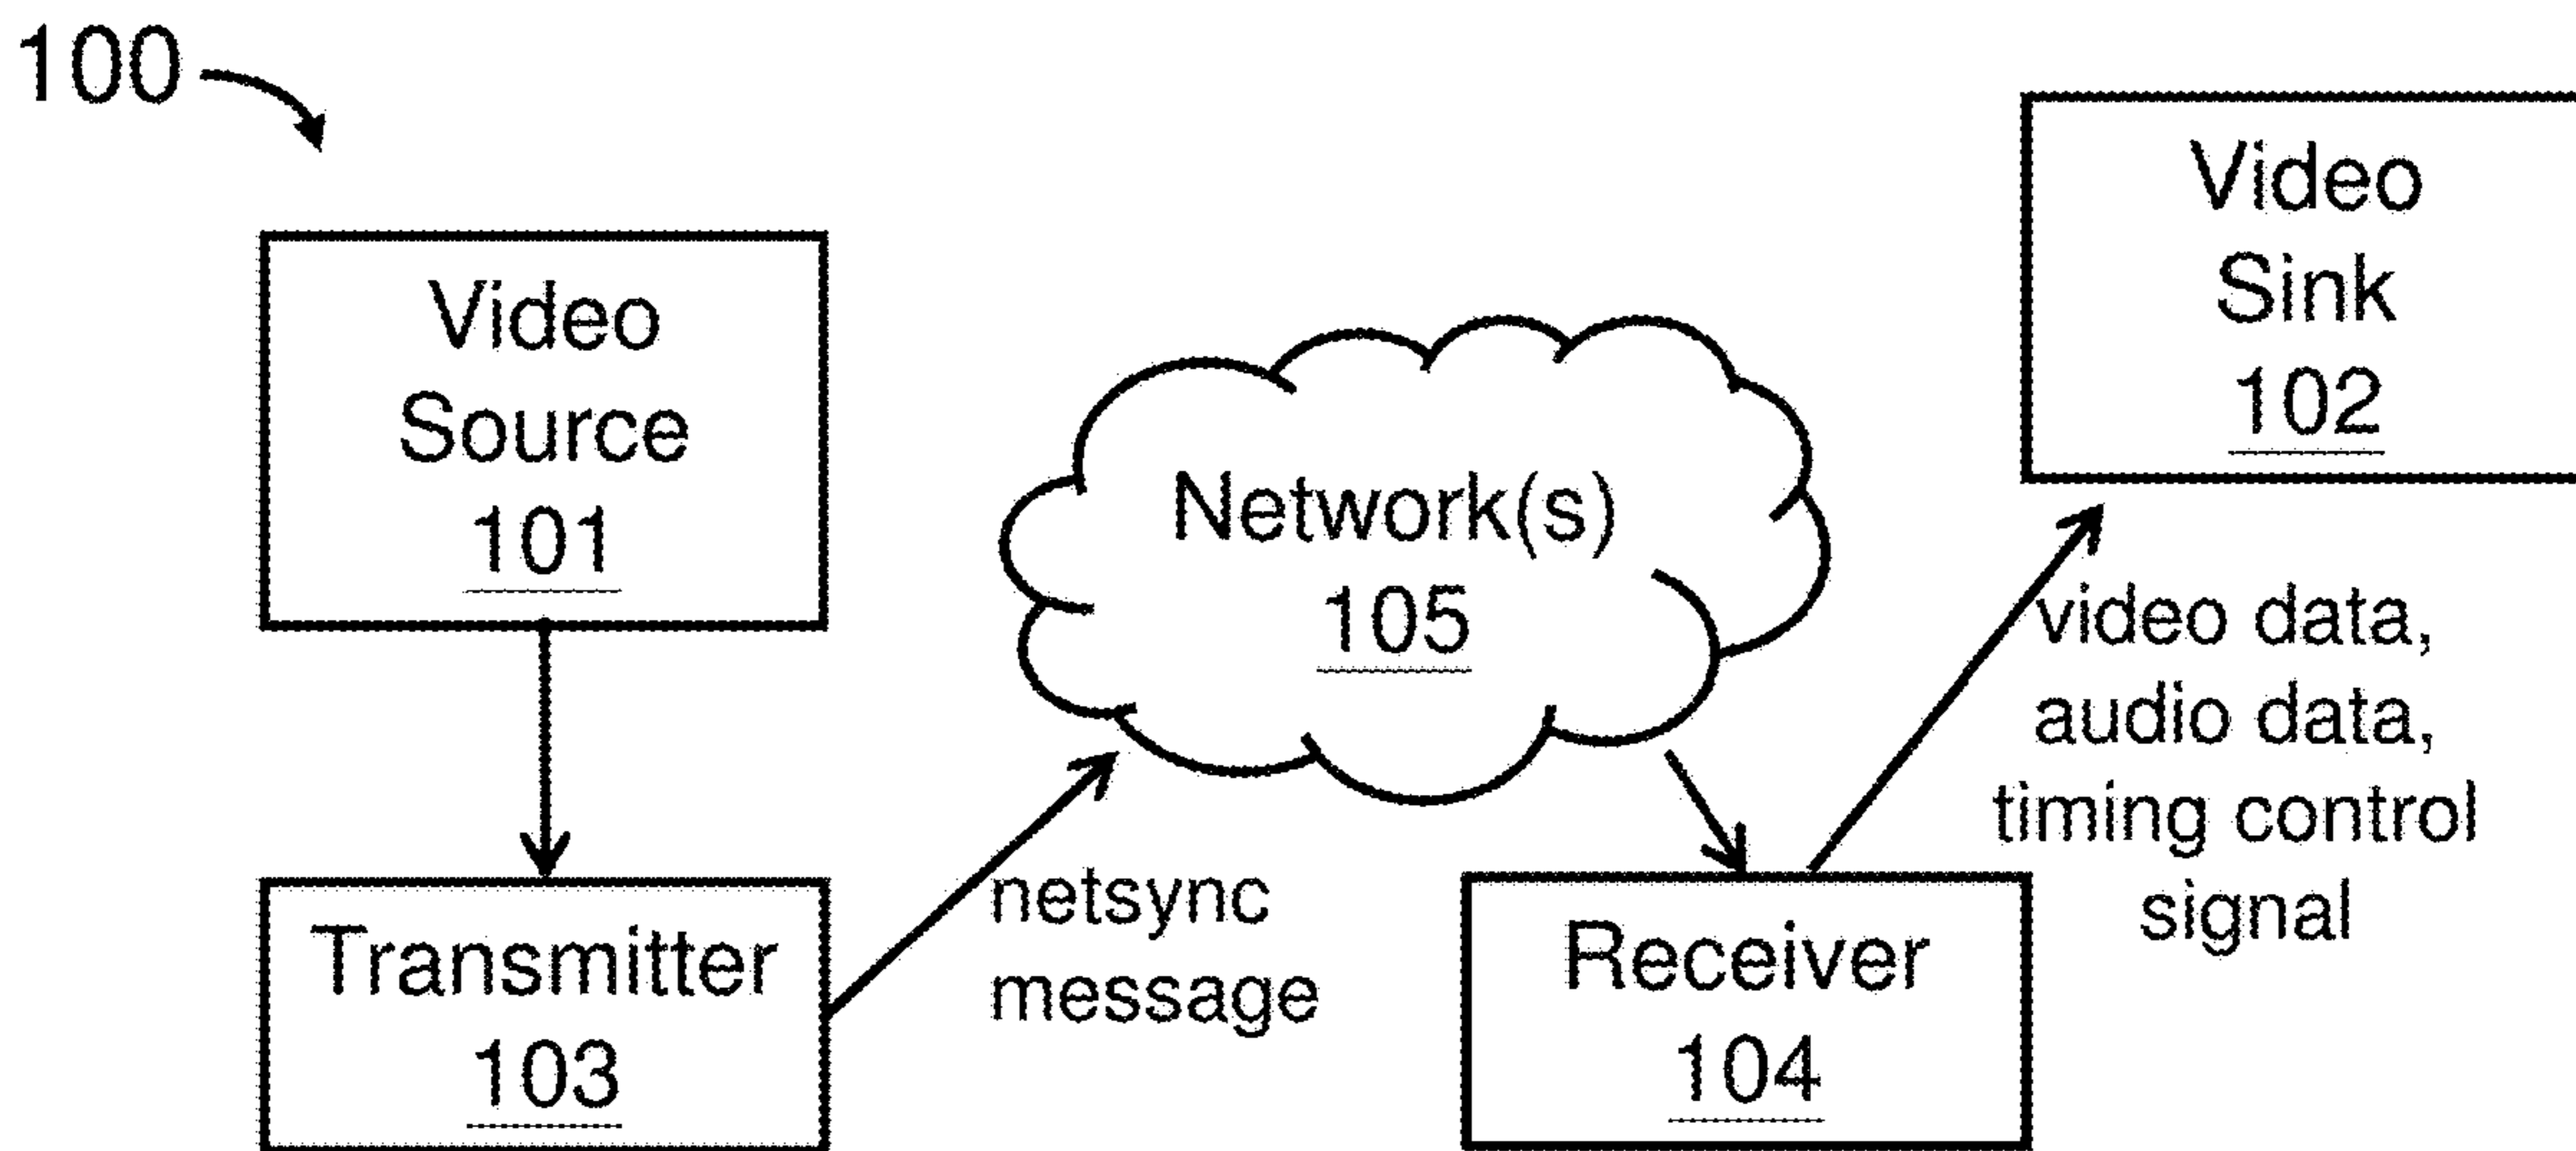 100
Video
Source
101
Transmitter
103
netsync
message
Network(s)
105
Receiver
104
video data,
audio data,
timing control
signal
Video
Sink
102